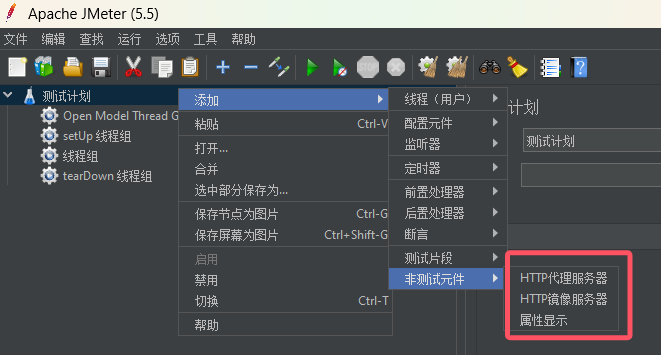 Apache JMeter (5.5)
文件 编辑 查找 运行 选项 工具 帮助
测试计划
Open Model Thread G
setUp 线程组
线程组
tearDown 线程组
添加
粘贴 Ctrl-V
打开...
合并
选中部分保存为...
保存节点为图片 Ctrl-G
保存屏幕为图片 Ctrl+Shift-G
启用
禁用
切换 Ctrl-T
帮助
线程（用户）
配置元件
监听器
定时器
前置处理器
后置处理器
断言
测试片段
非测试元件
HTTP代理服务器
HTTP镜像服务器
属性显示
计划
测试计划